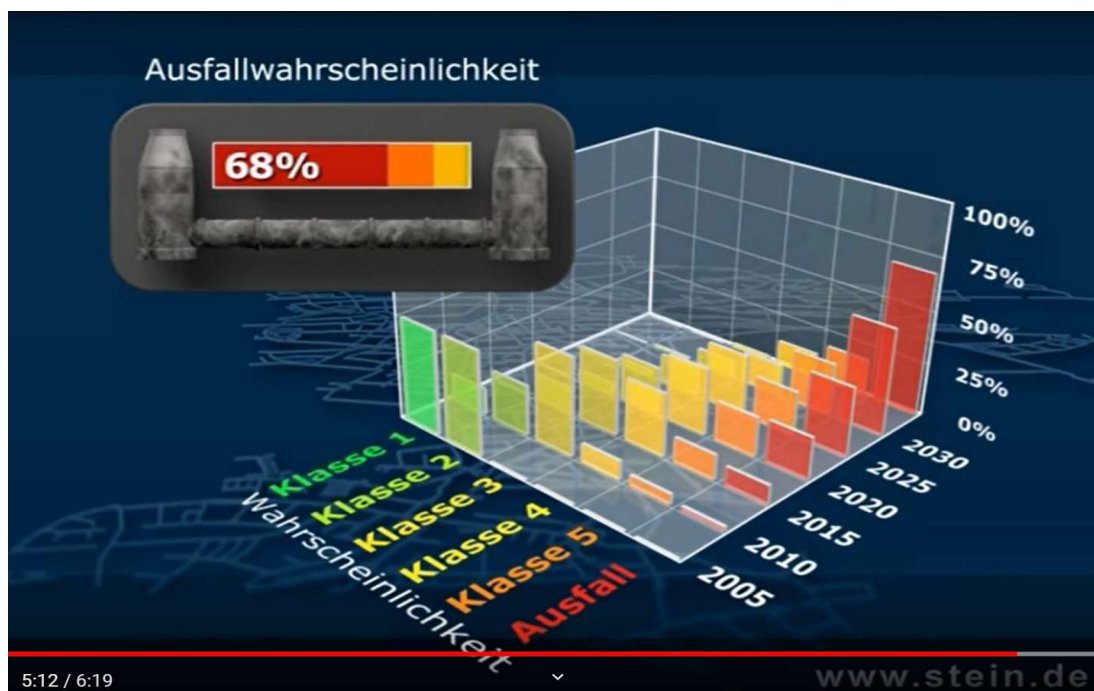 Ausfallwahrscheinlichkeit
68%
100%
75%
50%
25%
0%
Klasse 1
Klasse 2
Klasse 3
Klasse 4
Klasse 5
Ausfall
Wahrscheinlichkeit
2030
2025
2020
2015
2010
2005
5:12 / 6:19
www.stein.de